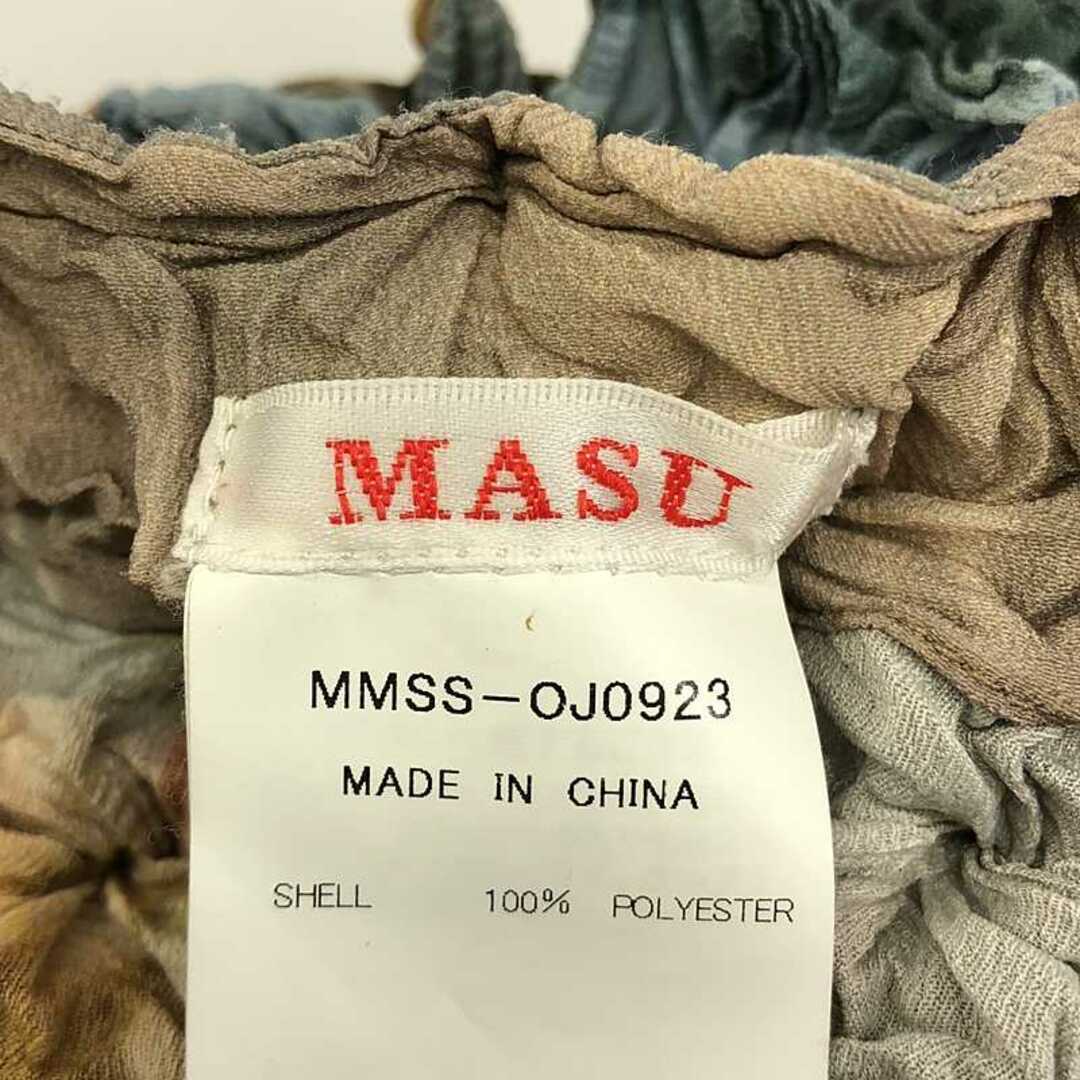 MASU
MMSS-OJ0923
MADE IN CHINA
SHELL 100% POLYESTER